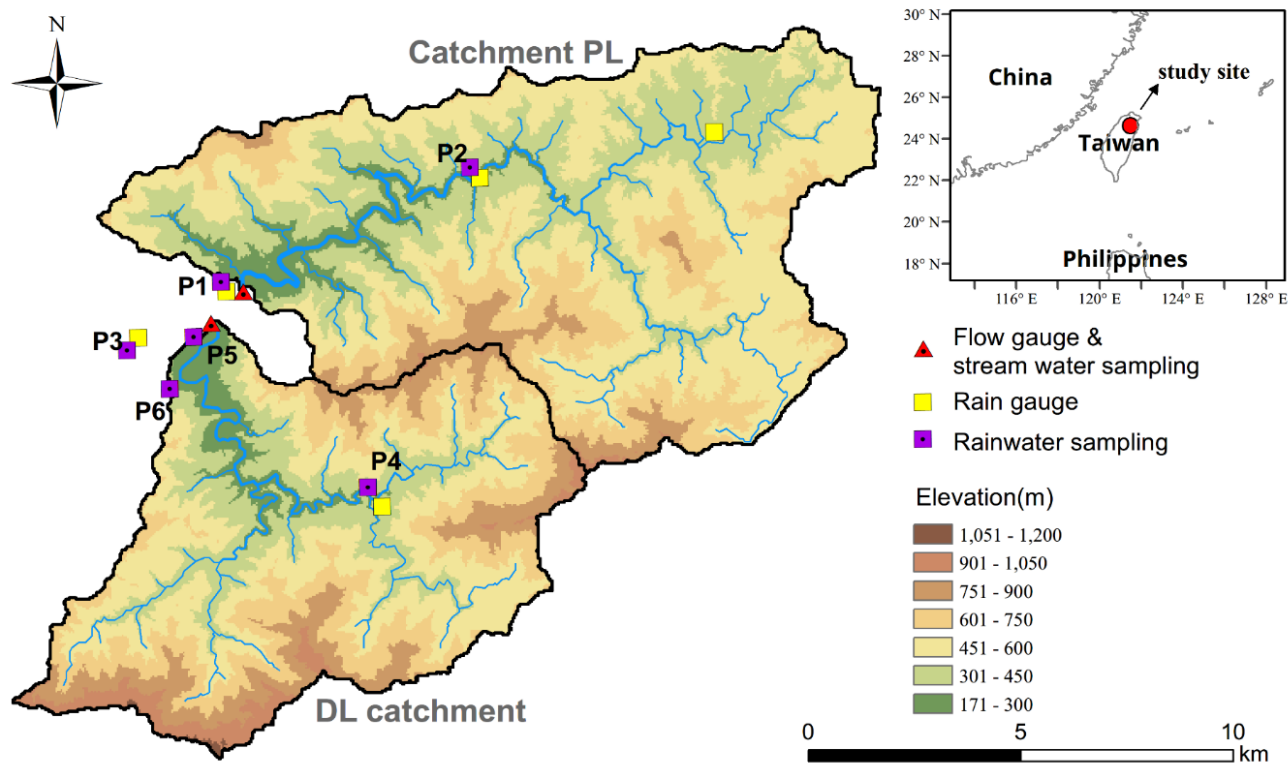 N
Catchment PL
P2
P1
P3
P5
P6
P4
DL catchment
30° N
28° N
26° N
24° N
22° N
20° N
18° N
China
study site
Taiwan
Philippines
116° E
120° E
124° E
128° E
Flow gauge &
stream water sampling
Rain gauge
Rainwater sampling
Elevation(m)
1,051 - 1,200
901 - 1,050
751 - 900
601 - 750
451 - 600
301 - 450
171 - 300
0
5
10
km